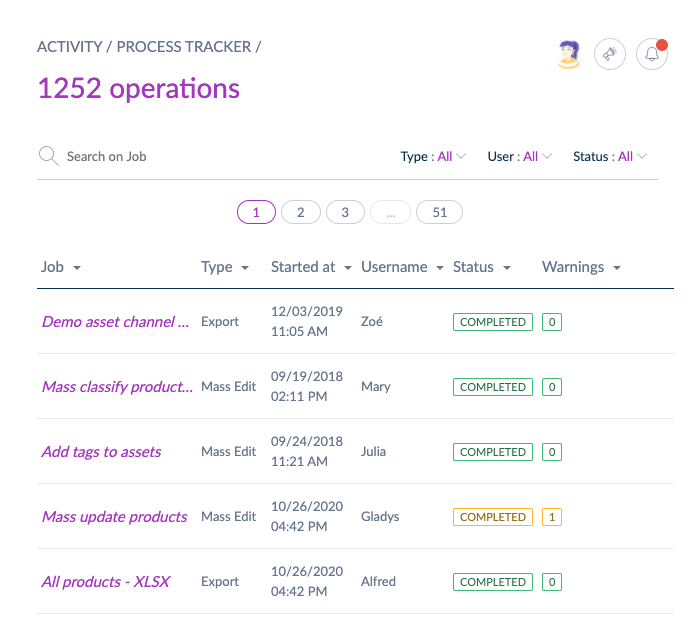 ACTIVITY / PROCESS TRACKER /
1252 operations
Search on Job Type : All User : All Status : All
1 2 3 ... 51
Job Type Started at Username Status Warnings
Demo asset channel ... Export 12/03/2019 11:05 AM Zoé COMPLETED 0
Mass classify product... Mass Edit 09/19/2018 02:11 PM Mary COMPLETED 0
Add tags to assets Mass Edit 09/24/2018 11:21 AM Julia COMPLETED 0
Mass update products Mass Edit 10/26/2020 04:42 PM Gladys COMPLETED 1
All products - XLSX Export 10/26/2020 04:42 PM Alfred COMPLETED 0